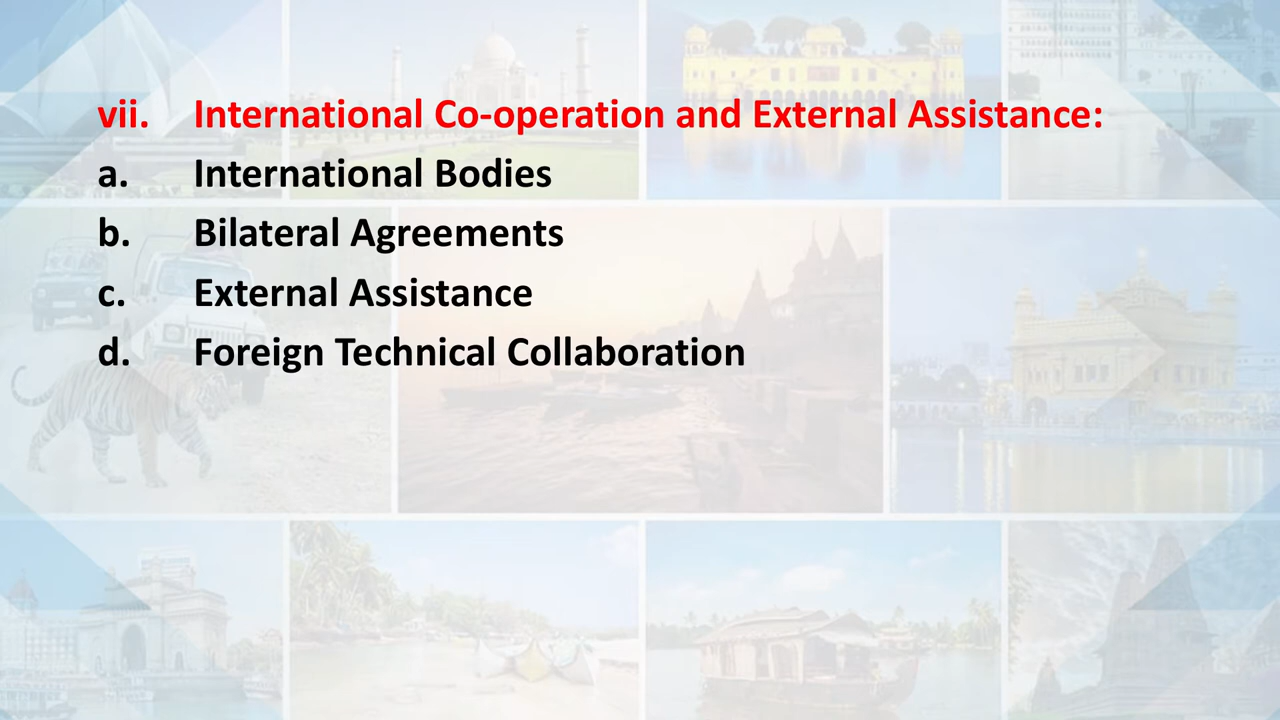 vii. International Co-operation and External Assistance:
a. International Bodies
b. Bilateral Agreements
c. External Assistance
d. Foreign Technical Collaboration